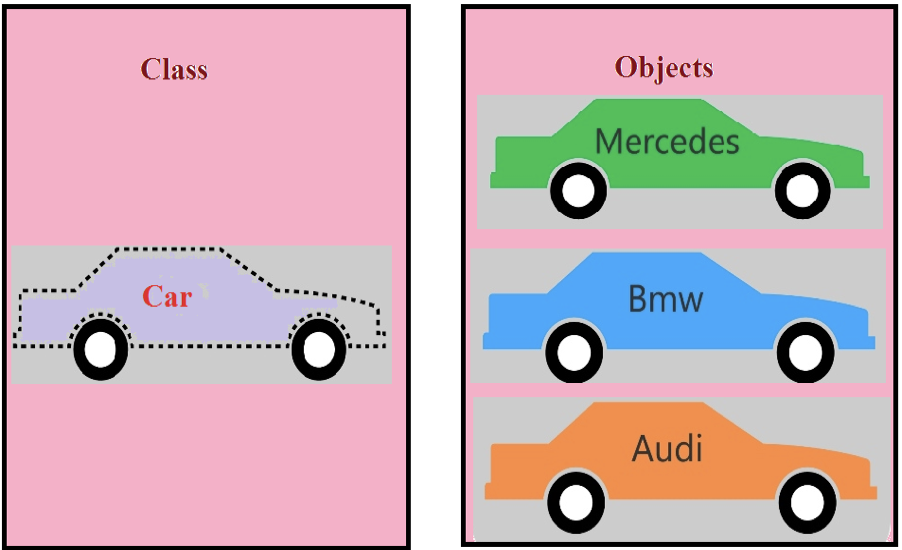 Class
Car
Objects
Mercedes
Bmw
Audi